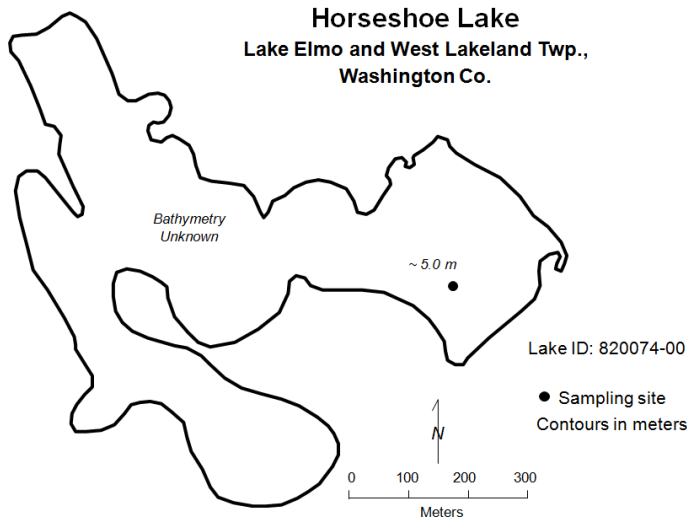 Horseshoe Lake
Lake Elmo and West Lakeland Twp.,
Washington Co.
Bathymetry
Unknown
~ 5.0 m
Lake ID: 820074-00
Sampling site
Contours in meters
N
0 100 200 300
Meters